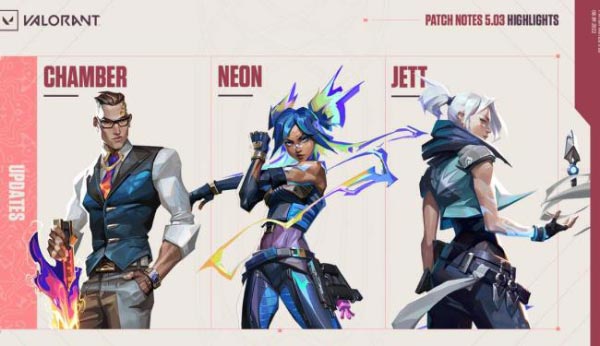 VALORANT
PATCH NOTES 5.03 HIGHLIGHTS
CHAMBER
NEON
JETT
UPDATES